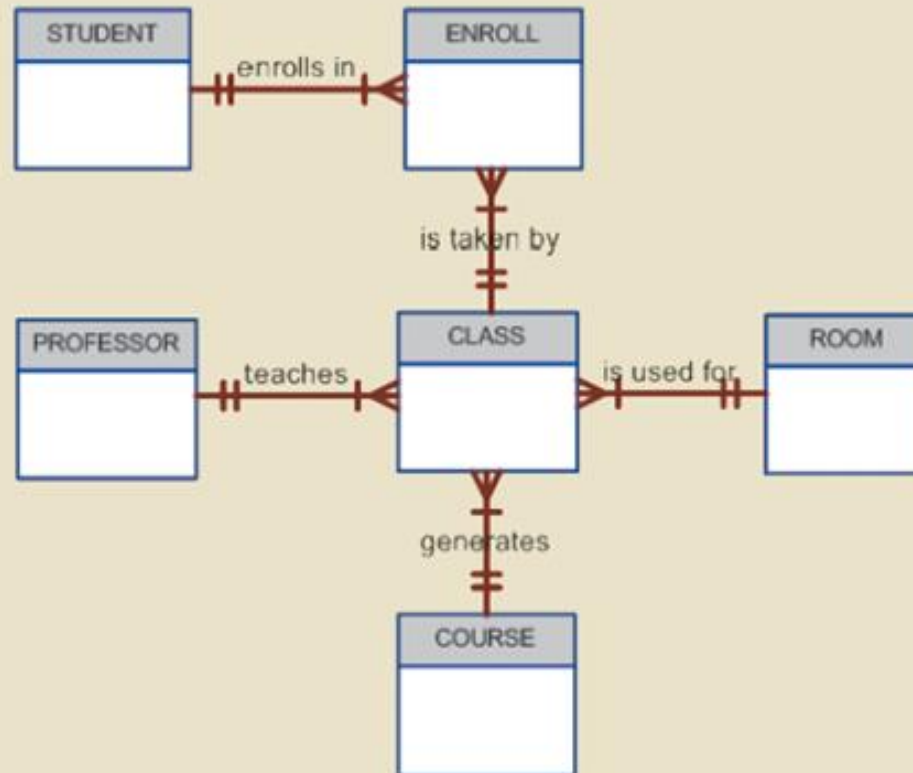 STUDENT
enrolls in
ENROLL
is taken by
PROFESSOR
teaches
CLASS
is used for
ROOM
generates
COURSE